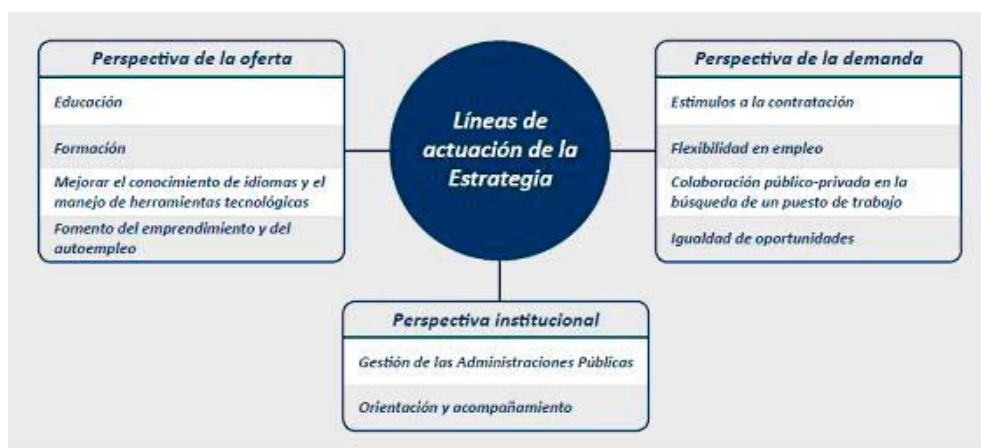 Perspectiva de la oferta
Educación
Formación
Mejorar el conocimiento de idiomas y el
manejo de herramientas tecnológicas
Fomento del emprendimiento y del
autoempleo
Líneas de
actuación de la
Estrategia
Perspectiva de la demanda
Estímulos a la contratación
Flexibilidad en empleo
Colaboración público-privada en la
búsqueda de un puesto de trabajo
Igualdad de oportunidades
Perspectiva institucional
Gestión de las Administraciones Públicas
Orientación y acompañamiento